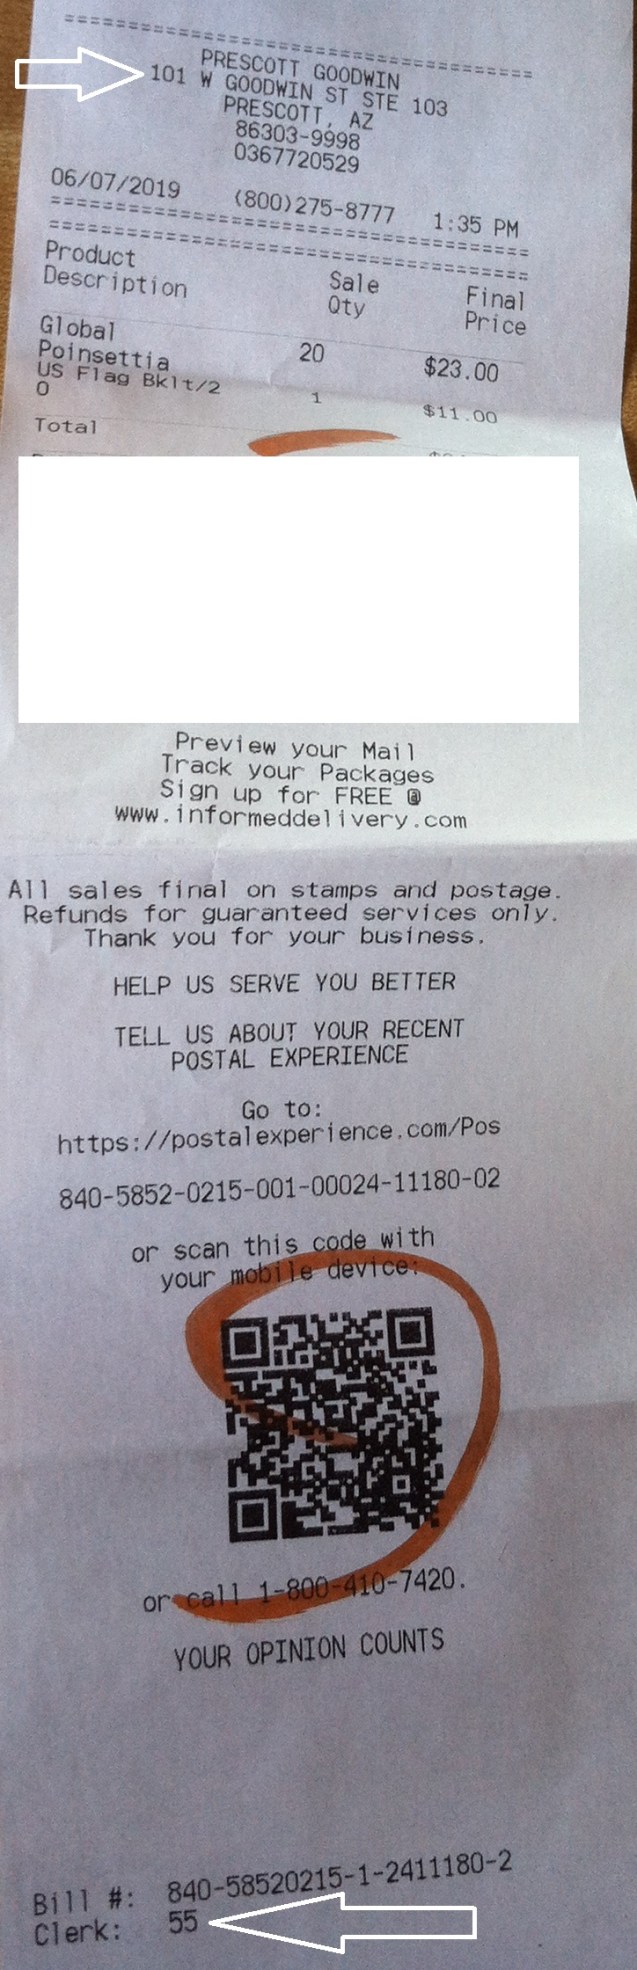 ==================================
PRESCOTT GOODWIN
101 W GOODWIN ST STE 103
PRESCOTT, AZ
86303-9998
0367720529
06/07/2019 (800)275-8777 1:35 PM
==================================
==================================
Product Sale Final
Description Qty Price
Global 20 $23.00
Poinsettia
US Flag Bklt/2 1 $11.00
0
Total
Preview your Mail
Track your Packages
Sign up for FREE @
www.informeddelivery.com
All sales final on stamps and postage.
Refunds for guaranteed services only.
Thank you for your business.
HELP US SERVE YOU BETTER
TELL US ABOUT YOUR RECENT
POSTAL EXPERIENCE
Go to:
https://postalexperience.com/Pos
840-5852-0215-001-00024-11180-02
or scan this code with
your mobile device:
or call 1-800-410-7420.
YOUR OPINION COUNTS
Bill #: 840-58520215-1-2411180-2
Clerk: 55